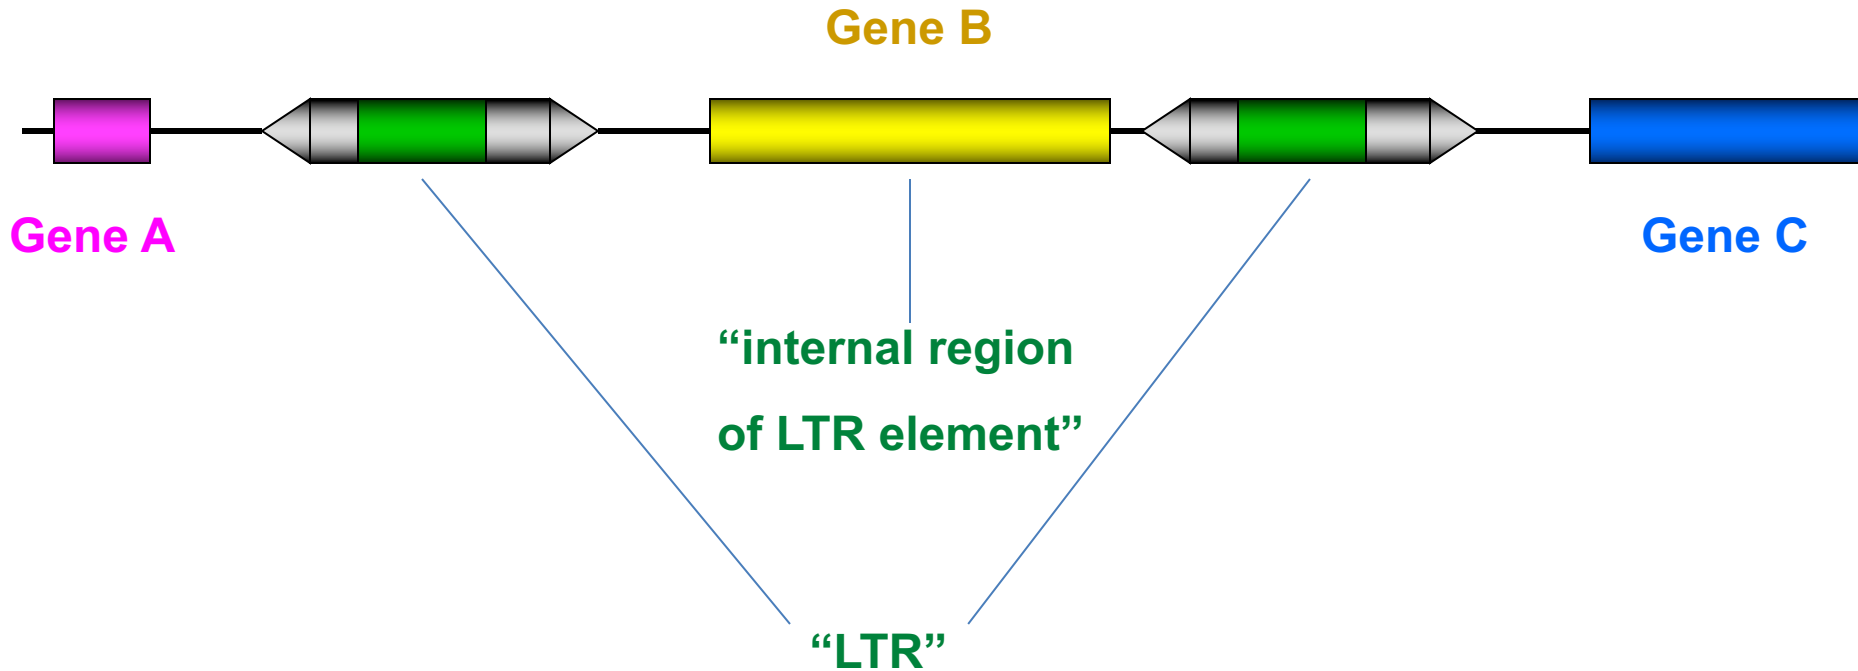 Gene B
Gene A
Gene C
“internal region
of LTR element”
“LTR”